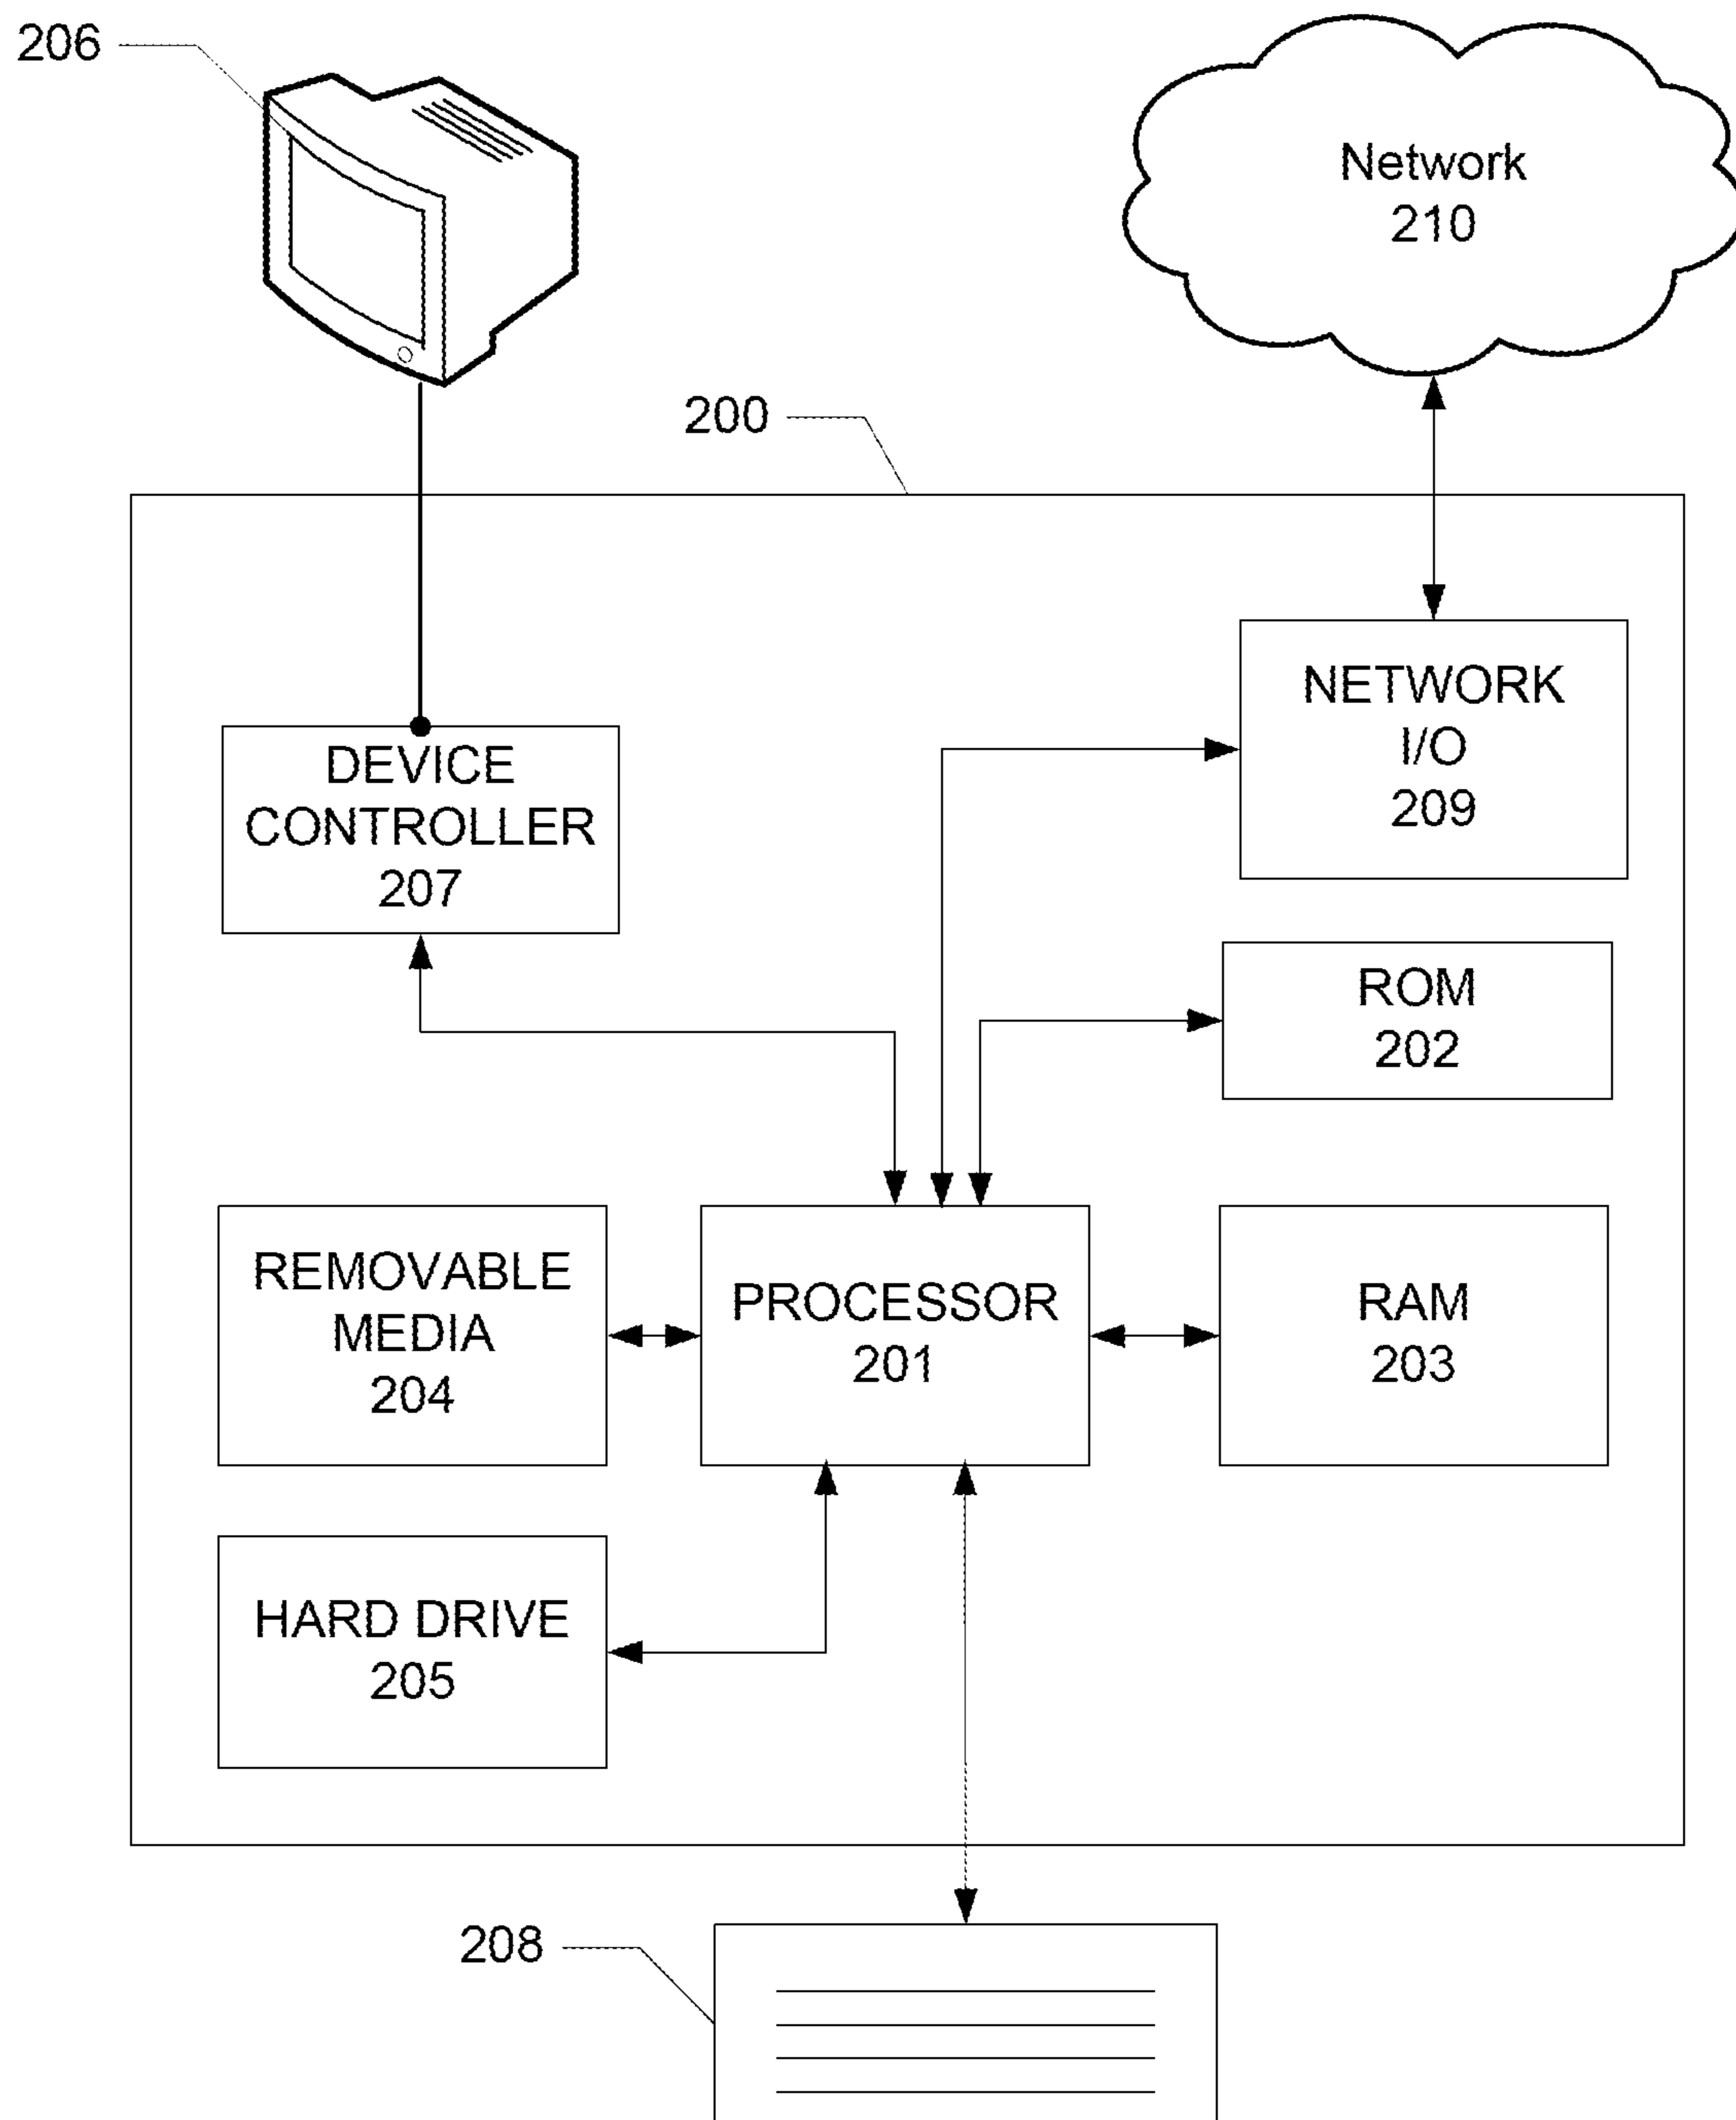 206
Network
210
200
NETWORK
I/O
209
DEVICE
CONTROLLER
207
ROM
202
REMOVABLE
MEDIA
204
PROCESSOR
201
RAM
203
HARD DRIVE
205
208